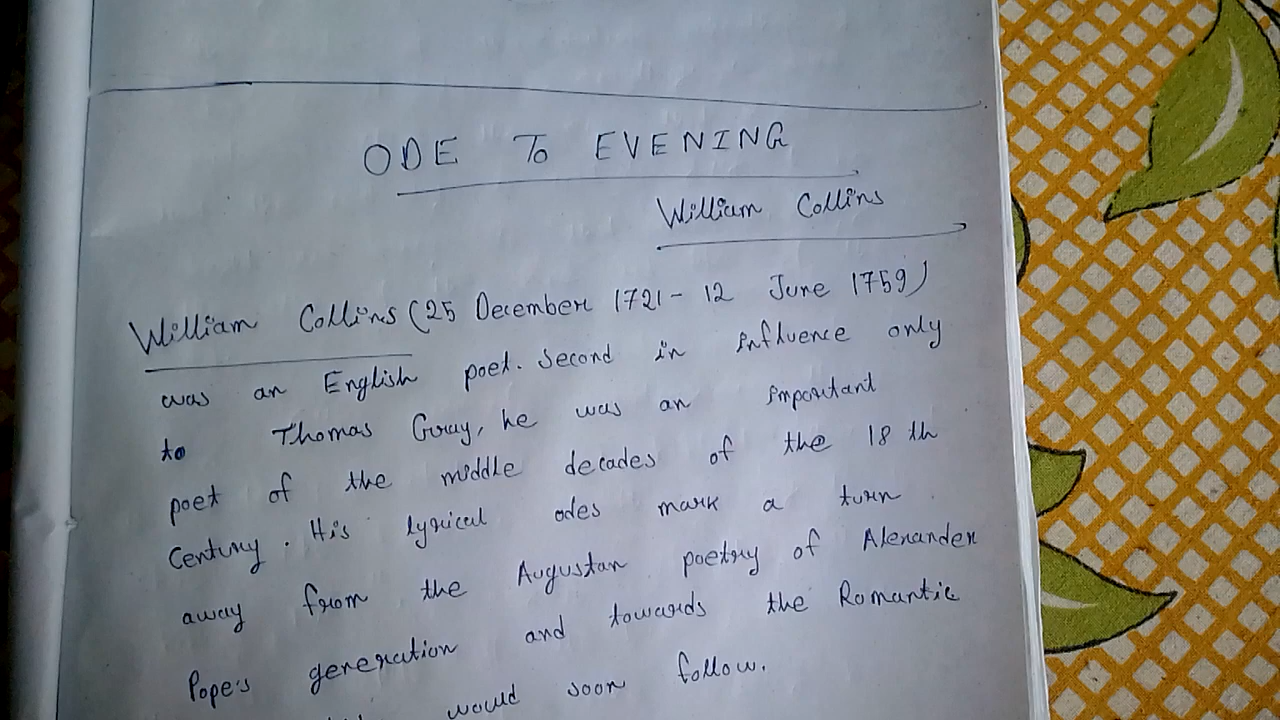 ODE To EVENING
William Collins
William Collins (25 December 1721 - 12 June 1759)
was an English poet. Second in influence only
to Thomas Gray, he was an important
poet of the middle decades of the 18 th
Century. His lyrical odes mark a turn
away from the Augustan poetry of Alexander
Pope's generation and towards the Romantic
would soon follow.